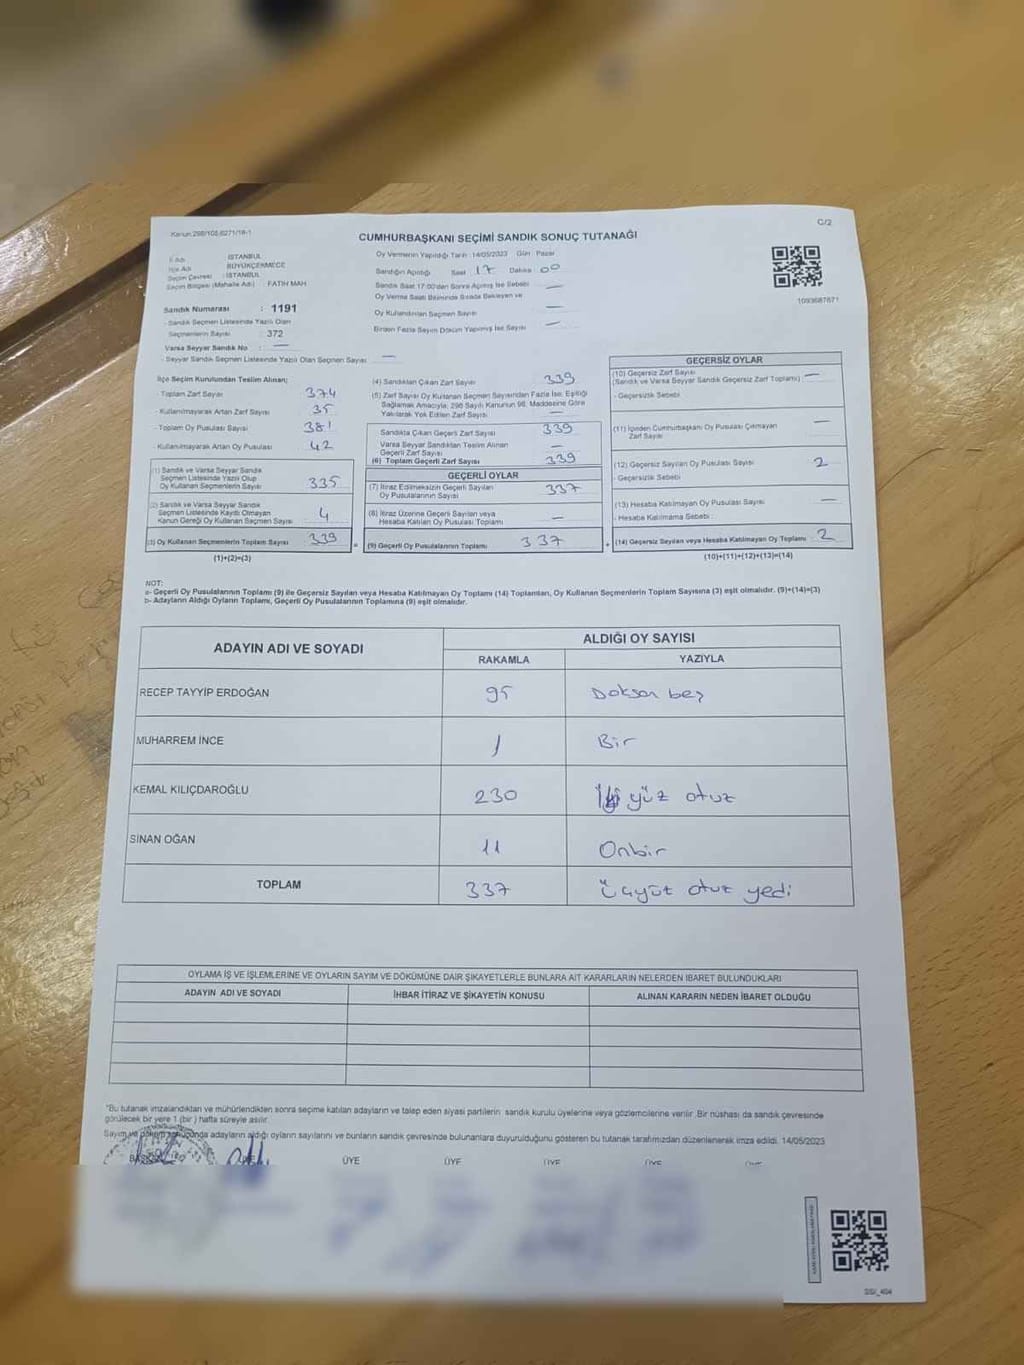 Kanun:298/105,6271/18-1
C/2
CUMHURBAŞKANI SEÇİMİ SANDIK SONUÇ TUTANAĞI
İl Adı : İSTANBUL
İlçe Adı : BÜYÜKÇEKMECE
Seçim Çevresi : İSTANBUL
Seçim Bölgesi (Mahalle Adı) : FATİH MAH
Sandık Numarası : 1191
- Sandık Seçmen Listesinde Yazılı Olan
Seçmenlerin Sayısı : 372
Varsa Seyyar Sandık No : —
- Seyyar Sandık Seçmen Listesinde Yazılı Olan Seçmen Sayısı —
Oy Vermenin Yapıldığı Tarih :14/05/2023 Gün : Pazar
Sandığın Açıldığı Saat 17 Dakika 00
Sandık Saat 17:00'den Sonra Açılmış İse Sebebi —
Oy Verme Saati Bitiminde Sırada Bekleyen ve
Oy Kullandırılan Seçmen Sayısı —
Birden Fazla Sayım Döküm Yapılmış İse Sayısı —
1093687871
İlçe Seçim Kurulundan Teslim Alınan;
- Toplam Zarf Sayısı 374
- Kullanılmayarak Artan Zarf Sayısı 35
- Toplam Oy Pusulası Sayısı 381
- Kullanılmayarak Artan Oy Pusulası 42
(1) Sandık ve Varsa Seyyar Sandık
Seçmen Listesinde Yazılı Olup
Oy Kullanan Seçmenlerin Sayısı 335
(2) Sandık ve Varsa Seyyar Sandık
Seçmen Listesinde Kayıtlı Olmayan
Kanun Gereği Oy Kullanan Seçmen Sayısı 4
(3) Oy Kullanan Seçmenlerin Toplam Sayısı 339
(1)+(2)=(3)
(4) Sandıktan Çıkan Zarf Sayısı 339
(5) Zarf Sayısı Oy Kullanan Seçmen Sayısından Fazla İse, Eşitliği
Sağlamak Amacıyla; 298 Sayılı Kanunun 98. Maddesine Göre
Yakılarak Yok Edilen Zarf Sayısı —
Sandıkta Çıkan Geçerli Zarf Sayısı 339
Varsa Seyyar Sandıktan Teslim Alınan
Geçerli Zarf Sayısı —
(6) Toplam Geçerli Zarf Sayısı 339
GEÇERLİ OYLAR
(7) İtiraz Edilmeksizin Geçerli Sayılan
Oy Pusulalarının Sayısı 337
(8) İtiraz Üzerine Geçerli Sayılan veya
Hesaba Katılan Oy Pusulası Toplamı —
= (9) Geçerli Oy Pusulalarının Toplamı 337
GEÇERSİZ OYLAR
(10) Geçersiz Zarf Sayısı
(Sandık ve Varsa Seyyar Sandık Geçersiz Zarf Toplamı) —
- Geçersizlik Sebebi
(11) İçinden Cumhurbaşkanı Oy Pusulası Çıkmayan
Zarf Sayısı —
(12) Geçersiz Sayılan Oy Pusulası Sayısı 2
- Geçersizlik Sebebi
(13) Hesaba Katılmayan Oy Pusulası Sayısı —
- Hesaba Katılmama Sebebi
+ (14) Geçersiz Sayılan veya Hesaba Katılmayan Oy Toplamı 2
(10)+(11)+(12)+(13)=(14)
NOT:
a- Geçerli Oy Pusulalarının Toplamı (9) ile Geçersiz Sayılan veya Hesaba Katılmayan Oy Toplamı (14) Toplamları, Oy Kullanan Seçmenlerin Toplam Sayısına (3) eşit olmalıdır. (9)+(14)=(3)
b- Adayların Aldığı Oyların Toplamı, Geçerli Oy Pusulalarının Toplamına (9) eşit olmalıdır.
ADAYIN ADI VE SOYADI ALDIĞI OY SAYISI
RAKAMLA YAZIYLA
RECEP TAYYİP ERDOĞAN 95 Doksan beş
MUHARREM İNCE 1 Bir
KEMAL KILIÇDAROĞLU 230 İki yüz otuz
SİNAN OĞAN 11 Onbir
TOPLAM 337 Üçyüz otuz yedi
OYLAMA İŞ VE İŞLEMLERİNE VE OYLARIN SAYIM VE DÖKÜMÜNE DAİR ŞİKAYETLERLE BUNLARA AİT KARARLARIN NELERDEN İBARET BULUNDUKLARI
ADAYIN ADI VE SOYADI İHBAR İTİRAZ VE ŞİKAYETİN KONUSU ALINAN KARARIN NEDEN İBARET OLDUĞU
"Bu tutanak imzalandıktan ve mühürlendikten sonra seçime katılan adayların ve talep eden siyasi partilerin sandık kurulu üyelerine veya gözlemcilerine verilir. Bir nüshası da sandık çevresinde
görülecek bir yere 1 (bir ) hafta süreyle asılır.
Sayım ve döküm sonucunda adayların aldığı oyların sayılarını ve bunların sandık çevresinde bulunanlara duyurulduğunu gösteren bu tutanak tarafımızdan düzenlenerek imza edildi. 14/05/2023
ÜYE ÜYE ÜYE ÜYE ÜYE